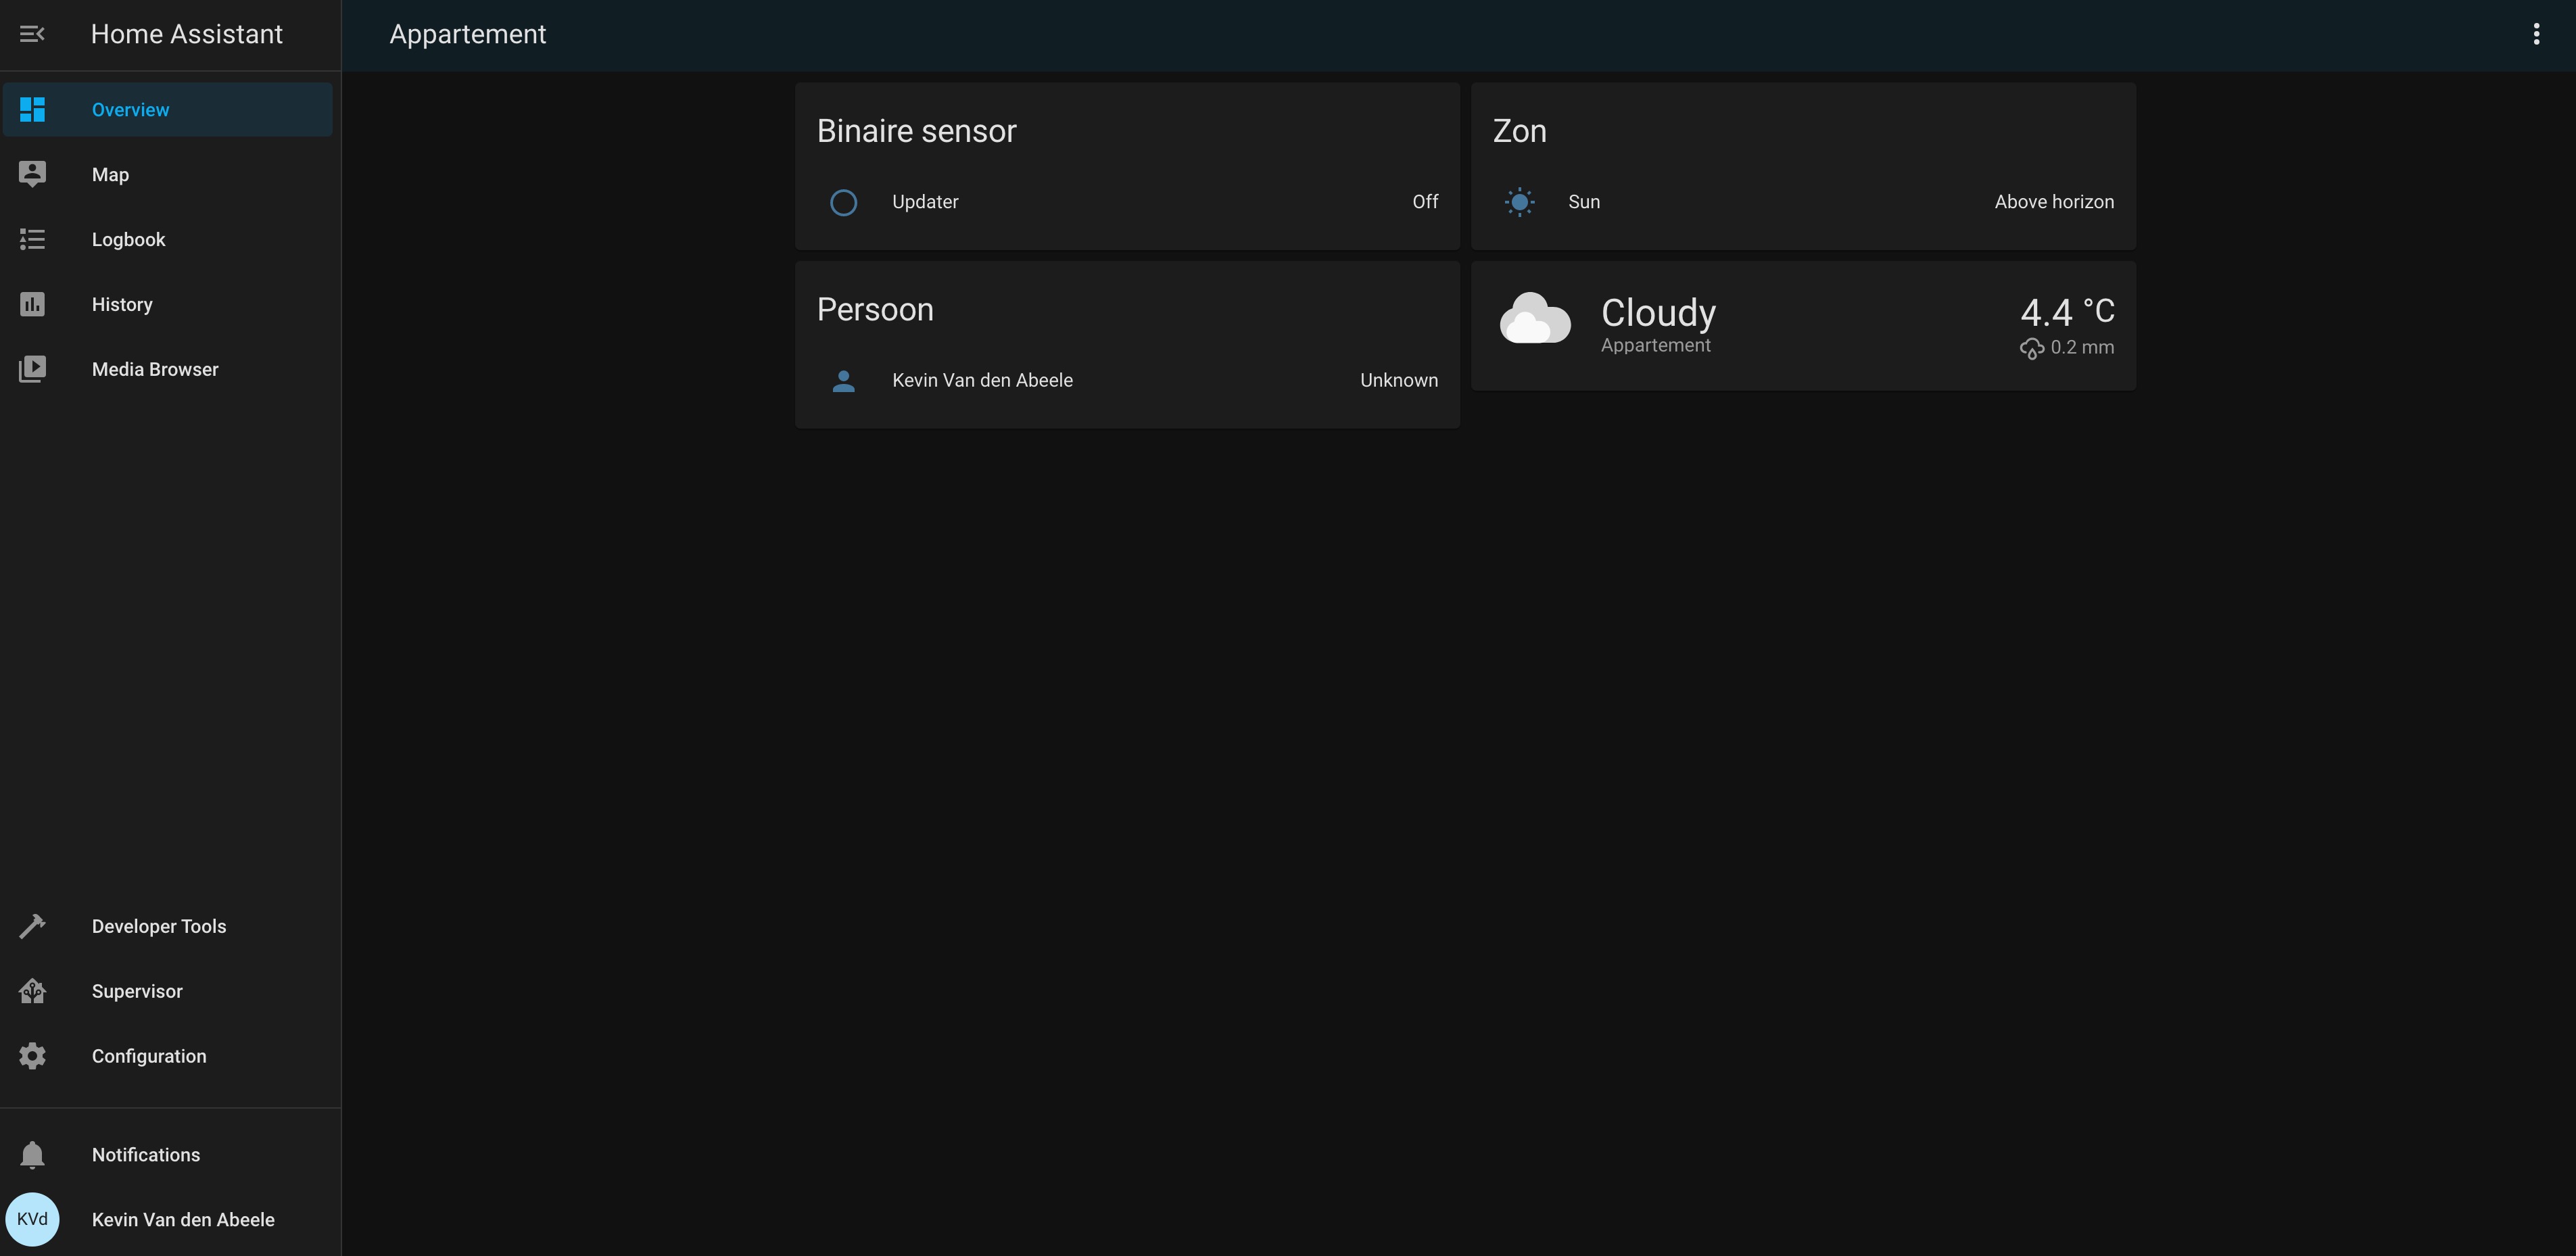 Home Assistant
Overview
Map
Logbook
History
Media Browser
Developer Tools
Supervisor
Configuration
Notifications
KVd
Kevin Van den Abeele
Appartement
Binaire sensor
Updater Off
Persoon
Kevin Van den Abeele Unknown
Zon
Sun Above horizon
Cloudy 4.4 °C
Appartement 0.2 mm